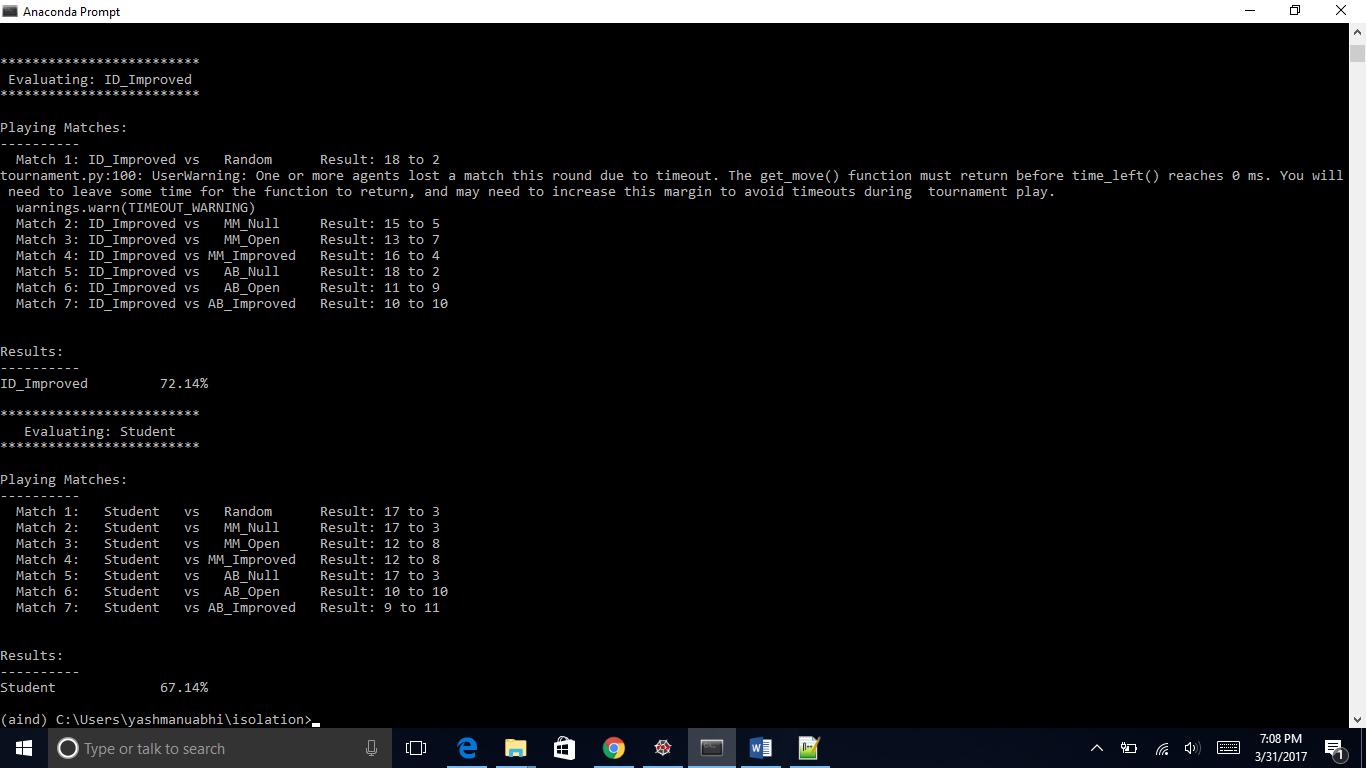 Anaconda Prompt
*************************
Evaluating: ID_Improved
*************************
Playing Matches:
----------
Match 1: ID_Improved vs Random Result: 18 to 2
tournament.py:100: UserWarning: One or more agents lost a match this round due to timeout. The get_move() function must return before time_left() reaches 0 ms. You will
need to leave some time for the function to return, and may need to increase this margin to avoid timeouts during  tournament play.
warnings.warn(TIMEOUT_WARNING)
Match 2: ID_Improved vs MM_Null Result: 15 to 5
Match 3: ID_Improved vs MM_Open Result: 13 to 7
Match 4: ID_Improved vs MM_Improved Result: 16 to 4
Match 5: ID_Improved vs AB_Null Result: 18 to 2
Match 6: ID_Improved vs AB_Open Result: 11 to 9
Match 7: ID_Improved vs AB_Improved Result: 10 to 10
Results:
----------
ID_Improved 72.14%
*************************
Evaluating: Student
*************************
Playing Matches:
----------
Match 1: Student vs Random Result: 17 to 3
Match 2: Student vs MM_Null Result: 17 to 3
Match 3: Student vs MM_Open Result: 12 to 8
Match 4: Student vs MM_Improved Result: 12 to 8
Match 5: Student vs AB_Null Result: 17 to 3
Match 6: Student vs AB_Open Result: 10 to 10
Match 7: Student vs AB_Improved Result: 9 to 11
Results:
----------
Student 67.14%
(aind) C:\Users\yashmanuabhi\isolation>
Type or talk to search
7:08 PM
3/31/2017
1